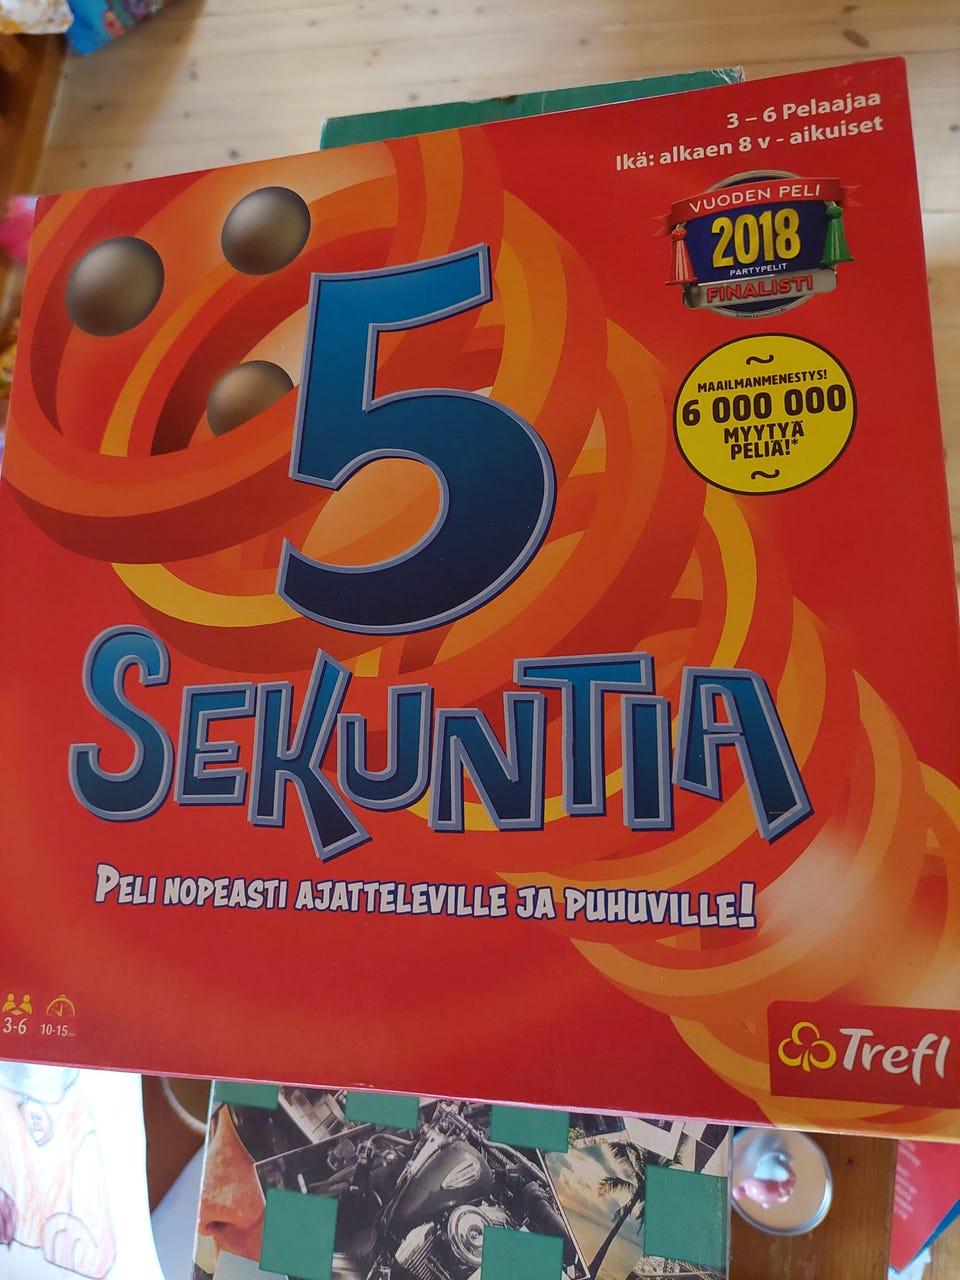 3 – 6 Pelaajaa
Ikä: alkaen 8 v - aikuiset
VUODEN PELI
2018
PARTYPELIT
FINALISTI
~
MAAILMANMENESTYS!
6 000 000
MYYTYÄ
PELIÄ!*
~
5
SEKUNTIA
PELI NOPEASTI AJATTELEVILLE JA PUHUVILLE!
3-6
10-15
Trefl